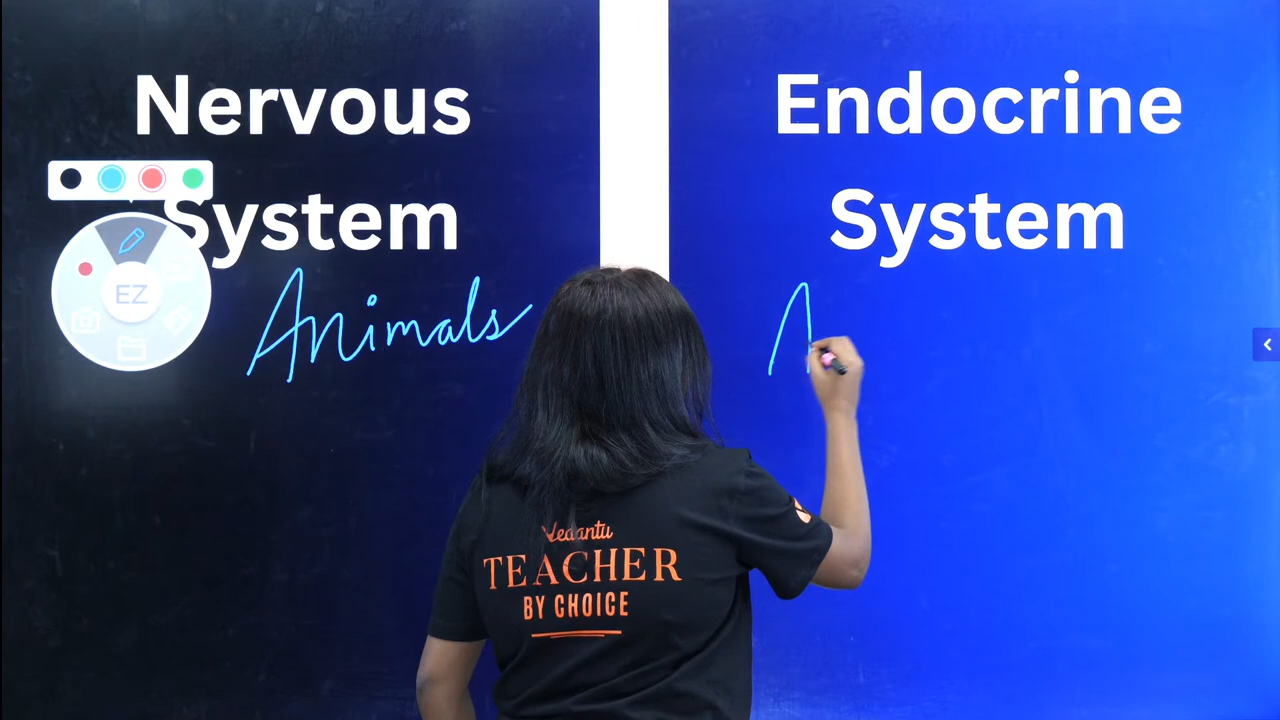 Nervous
System
EZ
Animals
Endocrine
System
Vedantu
TEACHER
BY CHOICE